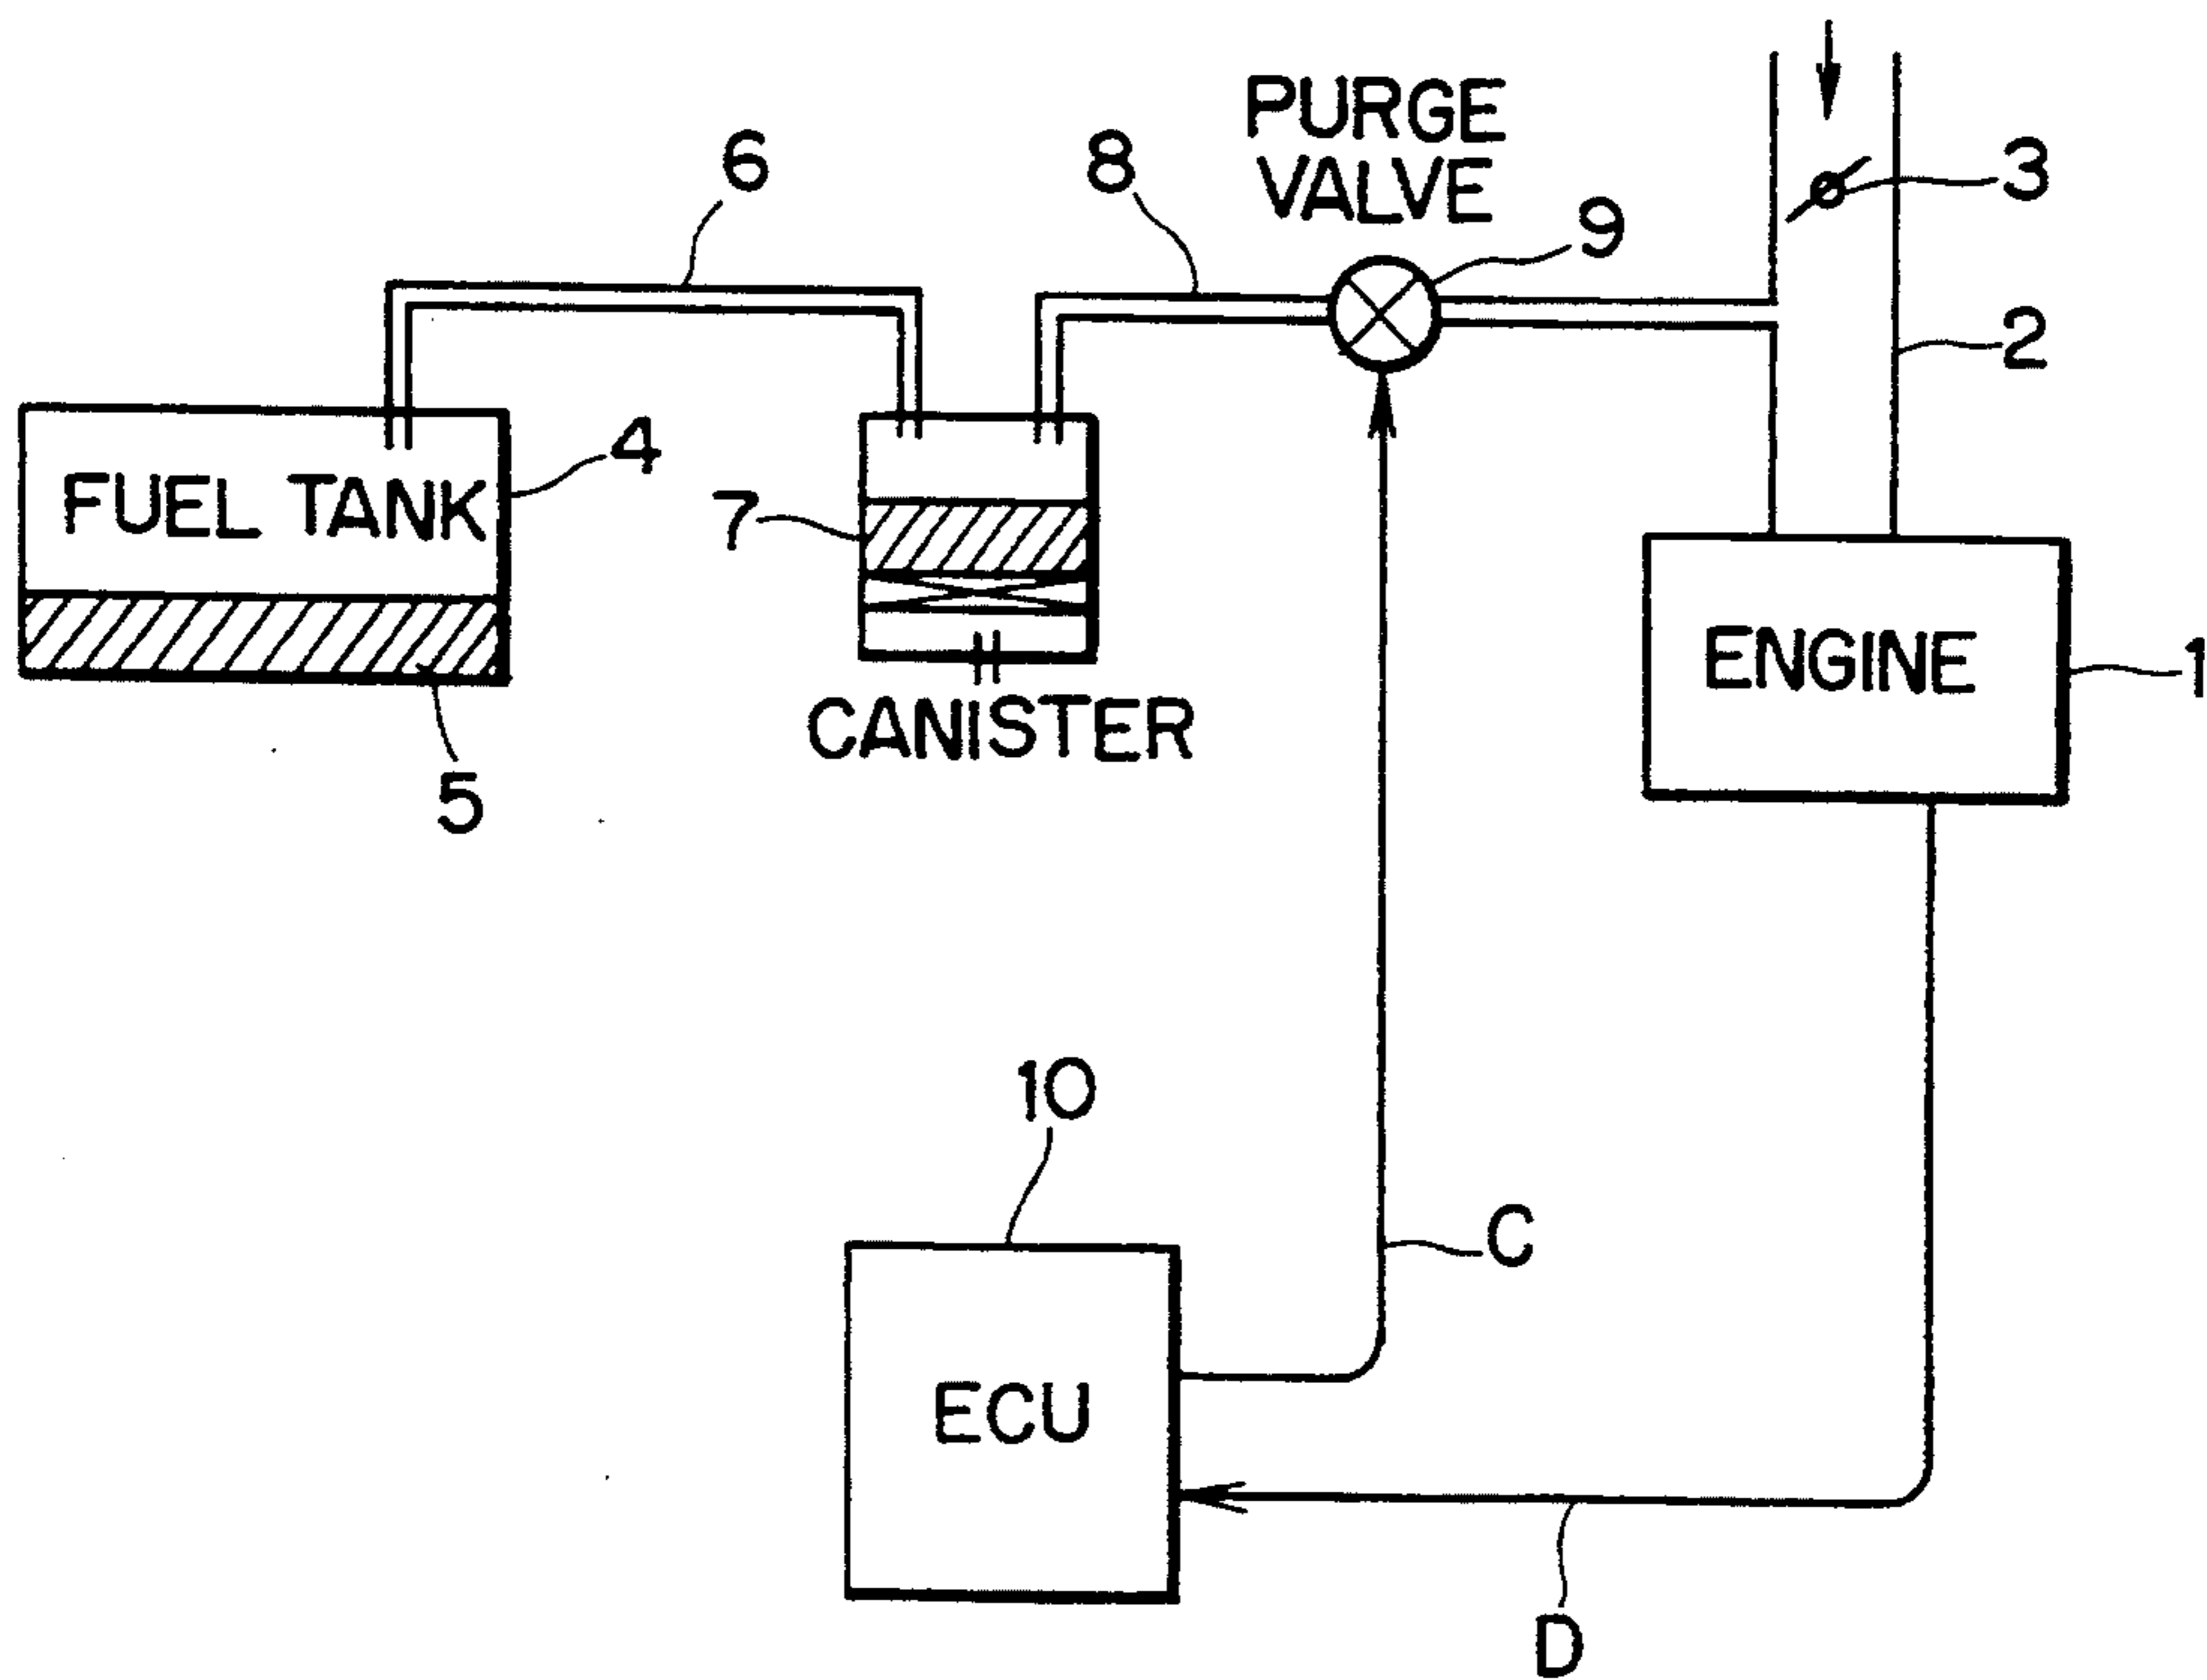 PURGE
VALVE
6
8
3
9
2
FUEL TANK
4
7
ENGINE
1
CANISTER
5
10
C
ECU
D